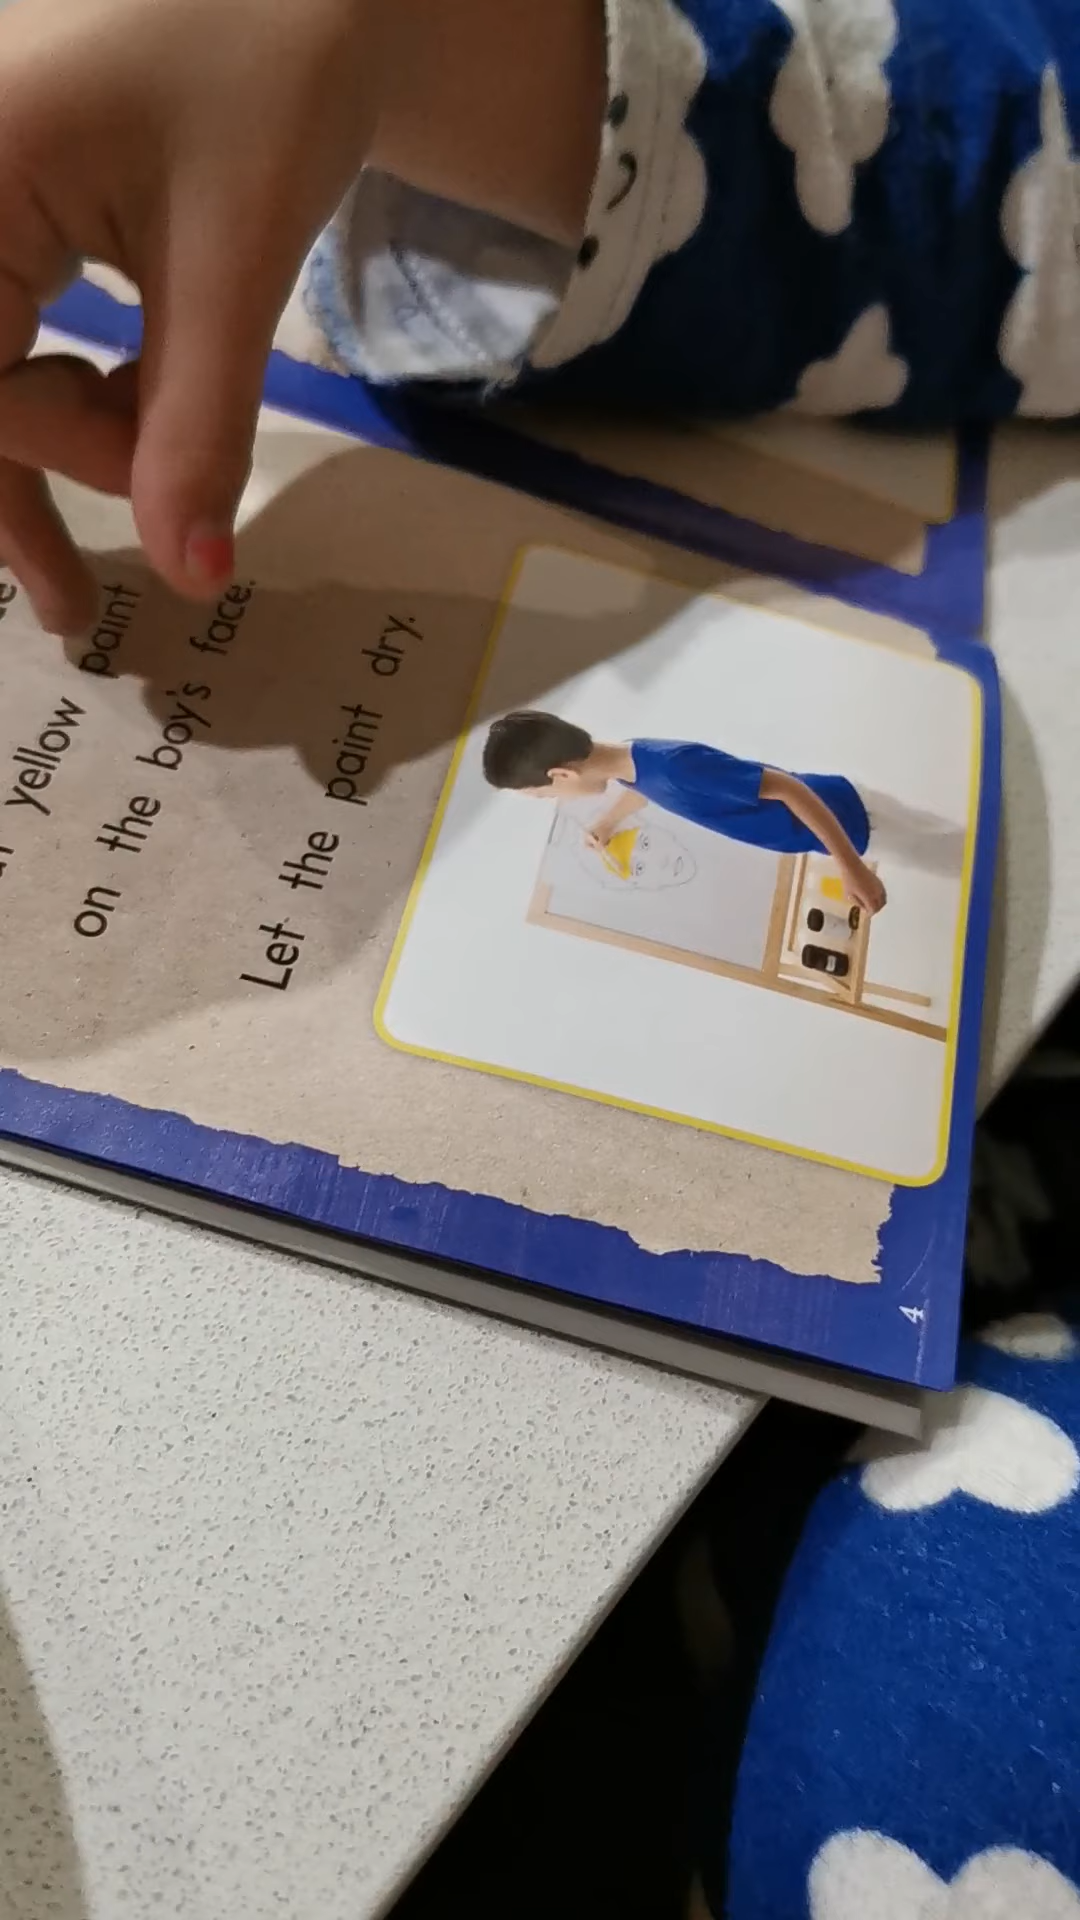 yellow paint
on the boy's face.
Let the paint dry.
4